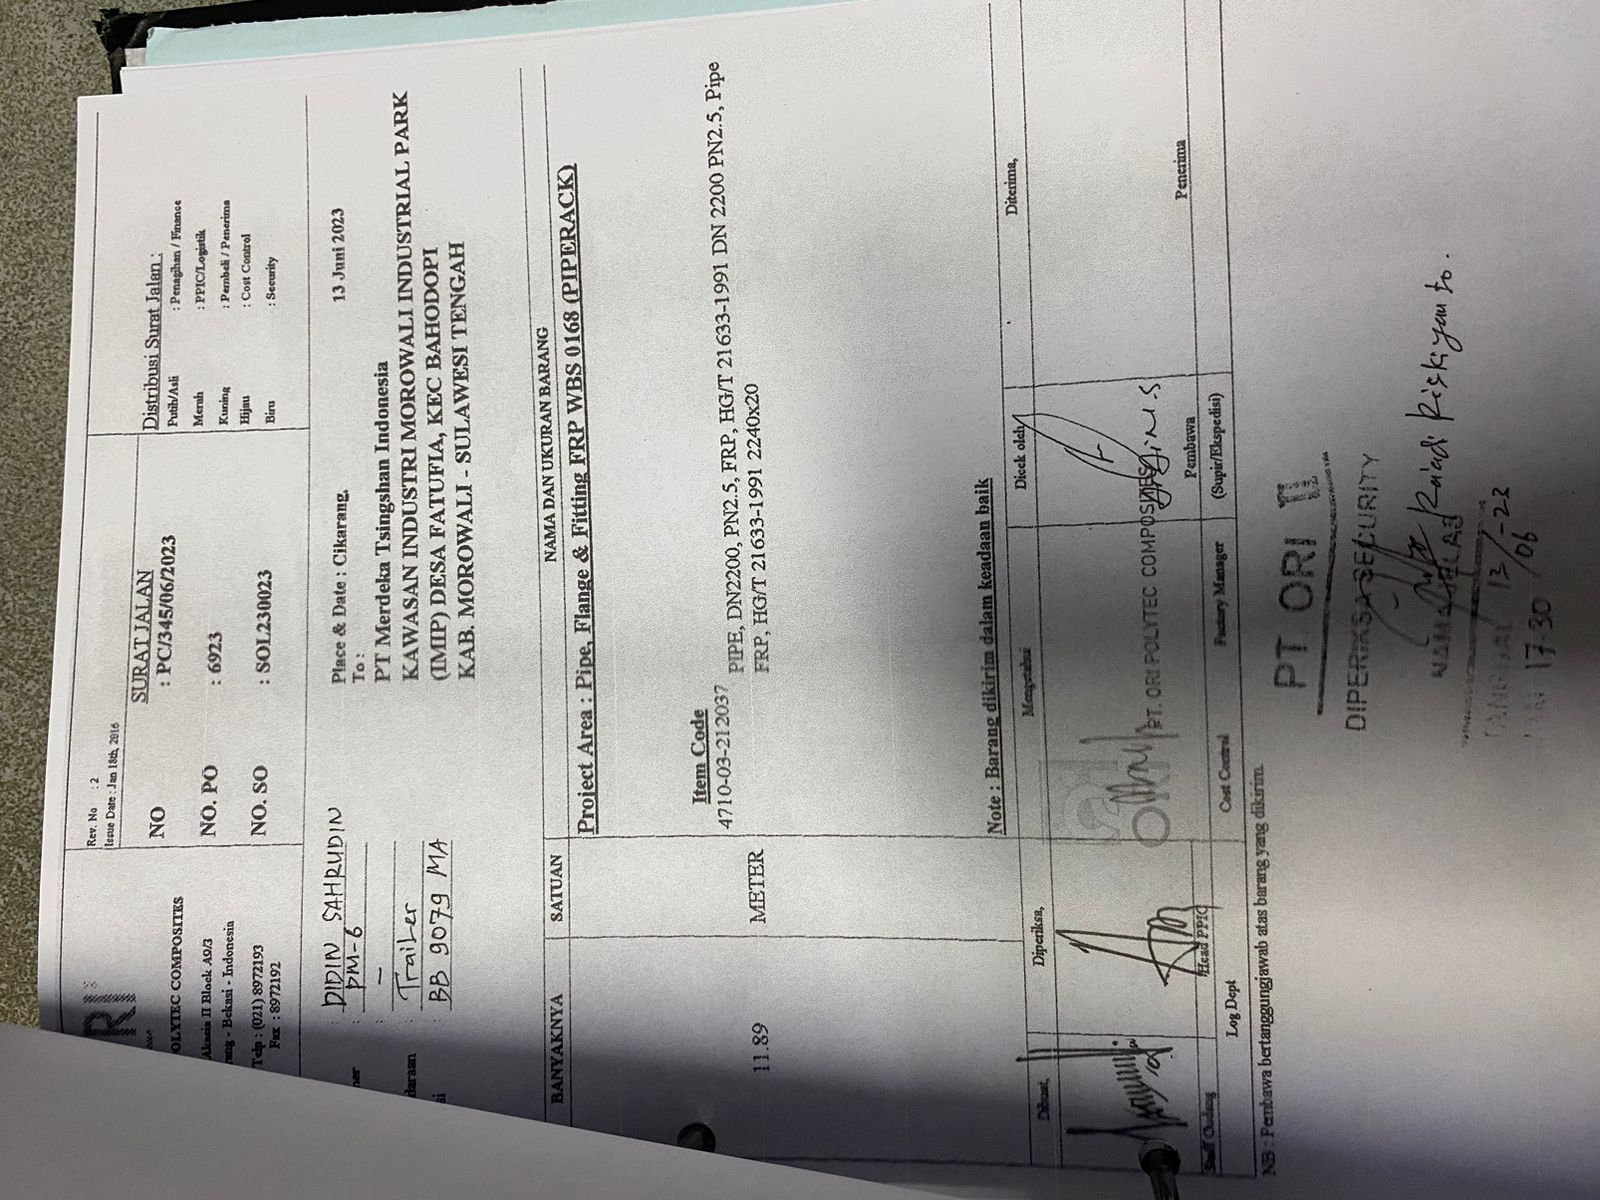 Rev. No : 2
Issue Date : Jan 18th, 2016
OLYTEC COMPOSITES
Akasia II Block A9/3
ang - Bekasi - Indonesia
Telp : (021) 8972193
Fax : 8972192
SURAT JALAN
NO : PC/345/06/2023
NO. PO : 6923
NO. SO : SOL230023
Distribusi Surat Jalan :
Putih/Asli : Penagihan / Finance
Merah : PPIC/Logistik
Kuning : Pembeli / Penerima
Hijau : Cost Control
Biru : Security
: DIDIN SAHRUDIN
ner : PM-6
: -
daraan : Trailer
si : BB 9079 MA
Place & Date : Cikarang, 13 Juni 2023
To :
PT Merdeka Tsingshan Indonesia
KAWASAN INDUSTRI MOROWALI INDUSTRIAL PARK
(IMIP) DESA FATUFIA, KEC BAHODOPI
KAB. MOROWALI - SULAWESI TENGAH
BANYAKNYA SATUAN NAMA DAN UKURAN BARANG
Project Area : Pipe, Flange & Fitting FRP WBS 0168 (PIPERACK)
Item Code
4710-03-212037 PIPE, DN2200, PN2.5, FRP, HG/T 21633-1991 DN 2200 PN2.5, Pipe
11.89 METER FRP, HG/T 21633-1991 2240x20
Note : Barang dikirim dalam keadaan baik
Dibuat, Diperiksa, Mengetahui Dicek oleh Diterima,
PT. ORI POLYTEC COMPOSITES
Staff Gudang Head PPIC Pembawa Penerima
Log Dept Cost Control Factory Manager (Supir/Ekspedisi)
NB : Pembawa bertanggungjawab atas barang yang dikirim.
PT ORI II
DIPERIKSA SECURITY
NAMA JELAS Riskiyanto.
TANGGAL 13/06-23
JAM 17-30